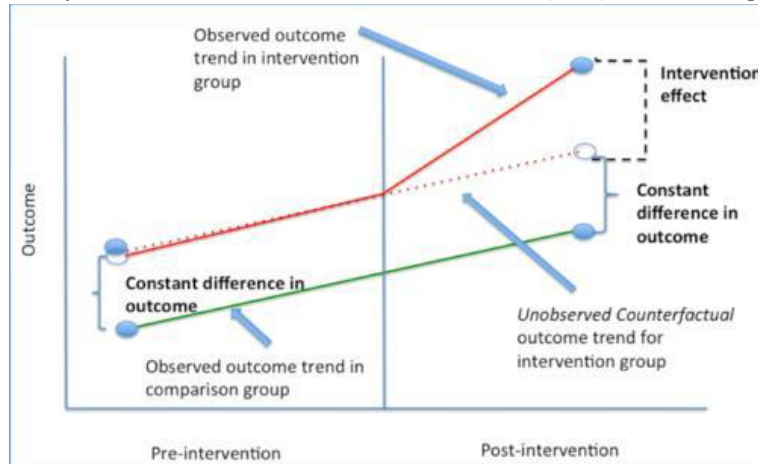 Observed outcome
trend in intervention
group
Intervention
effect
Constant
difference in
outcome
Outcome
Constant difference in
outcome
Unobserved Counterfactual
outcome trend for
intervention group
Observed outcome trend in
comparison group
Pre-intervention
Post-intervention